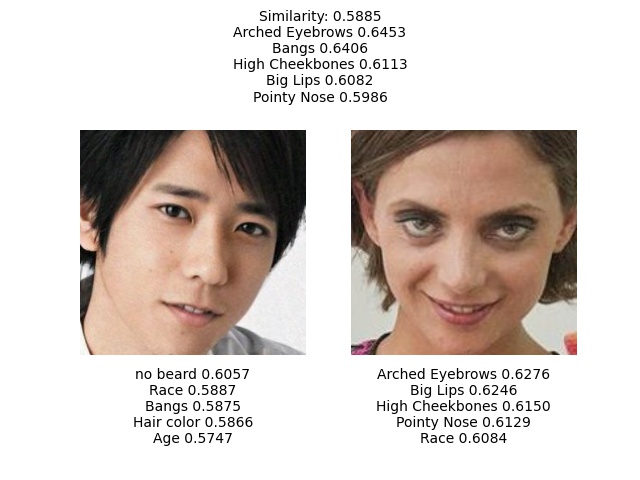 Similarity: 0.5885
Arched Eyebrows 0.6453
Bangs 0.6406
High Cheekbones 0.6113
Big Lips 0.6082
Pointy Nose 0.5986
no beard 0.6057
Race 0.5887
Bangs 0.5875
Hair color 0.5866
Age 0.5747
Arched Eyebrows 0.6276
Big Lips 0.6246
High Cheekbones 0.6150
Pointy Nose 0.6129
Race 0.6084